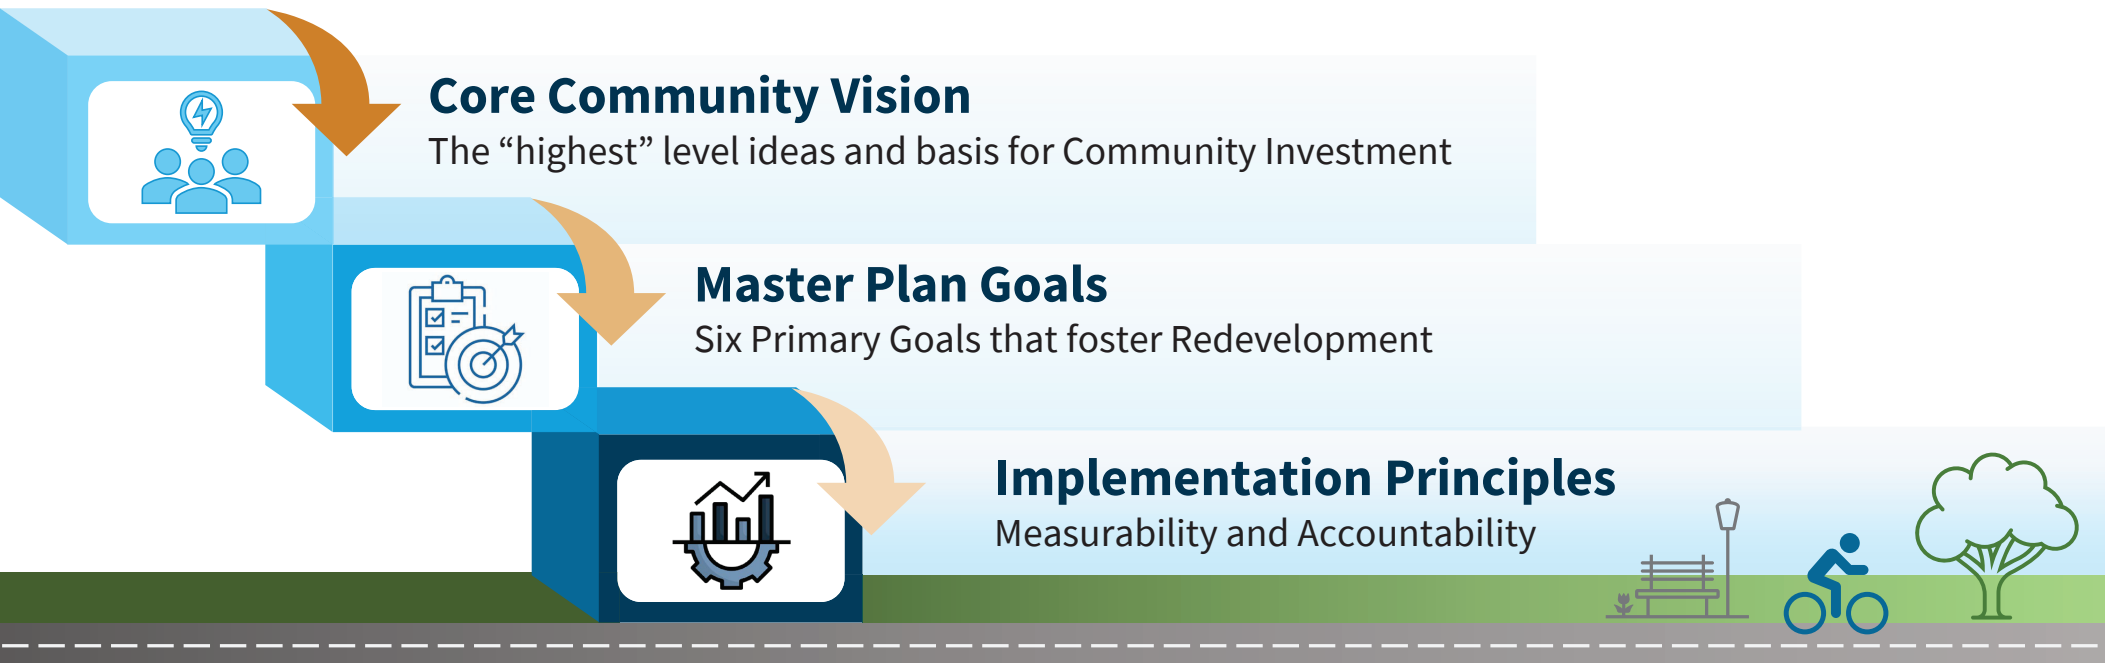 Core Community Vision
The “highest” level ideas and basis for Community Investment
Master Plan Goals
Six Primary Goals that foster Redevelopment
Implementation Principles
Measurability and Accountability